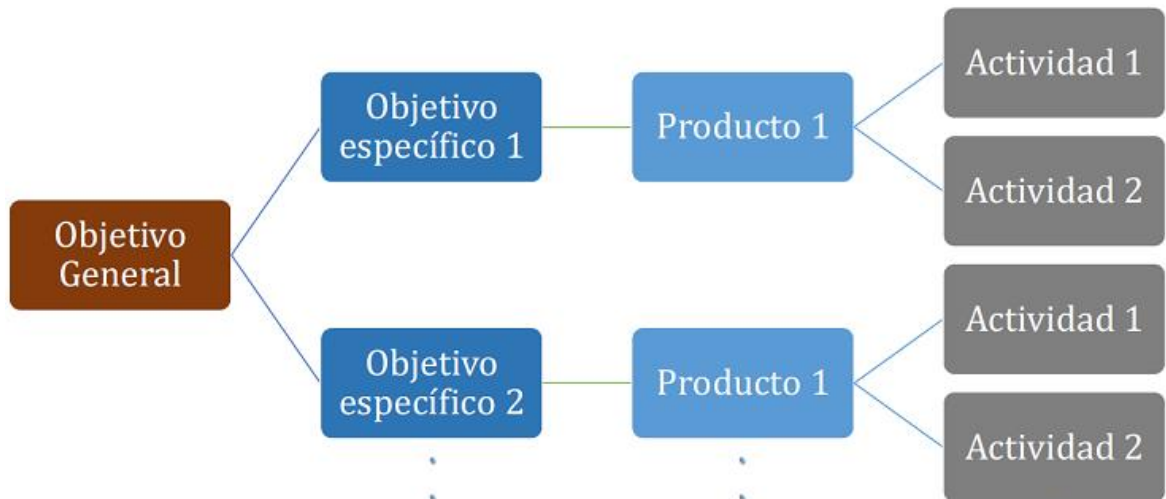 Objetivo
General
Objetivo
específico 1
Producto 1
Actividad 1
Actividad 2
Objetivo
específico 2
Producto 1
Actividad 1
Actividad 2